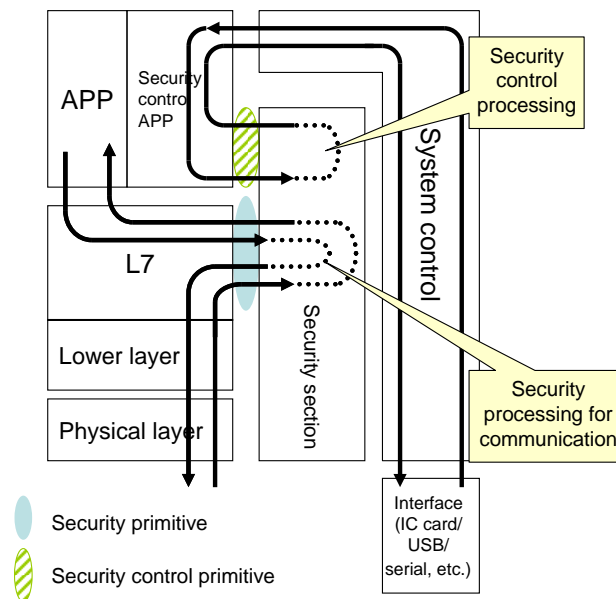 APP
Security
control
APP
Security
control
processing
System control
L7
Security section
Lower layer
Physical layer
Security
processing for
communication
Interface
(IC card/
USB/
serial, etc.)
Security primitive
Security control primitive